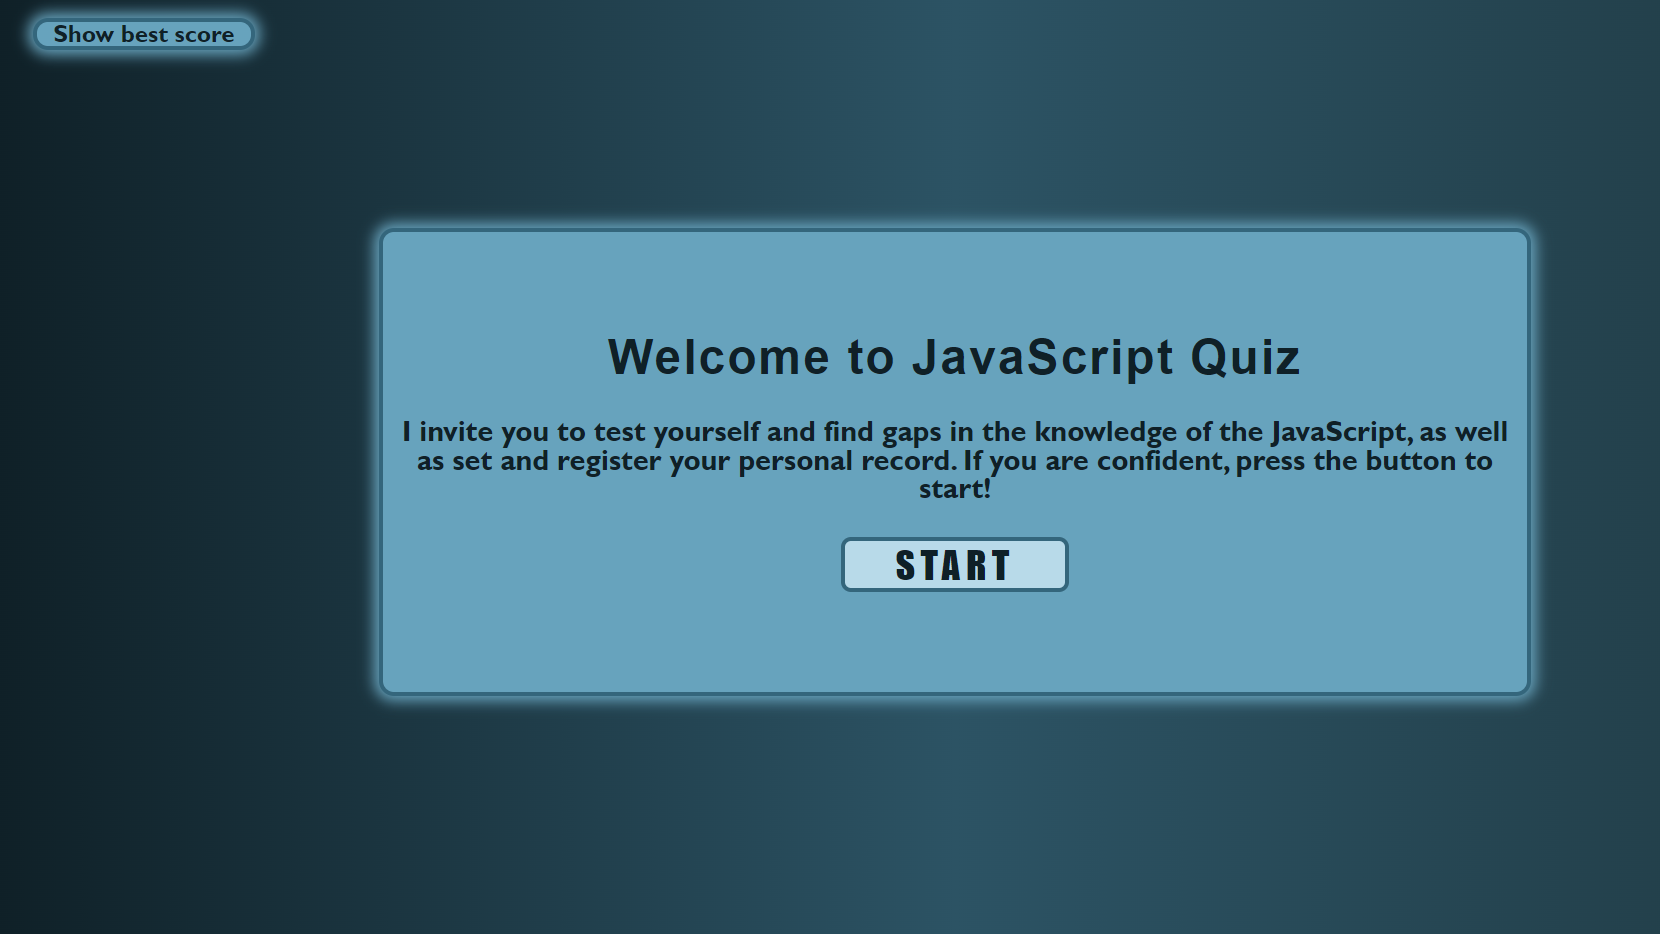 Show best score
Welcome to JavaScript Quiz
I invite you to test yourself and find gaps in the knowledge of the JavaScript, as well
as set and register your personal record. If you are confident, press the button to
start!
START